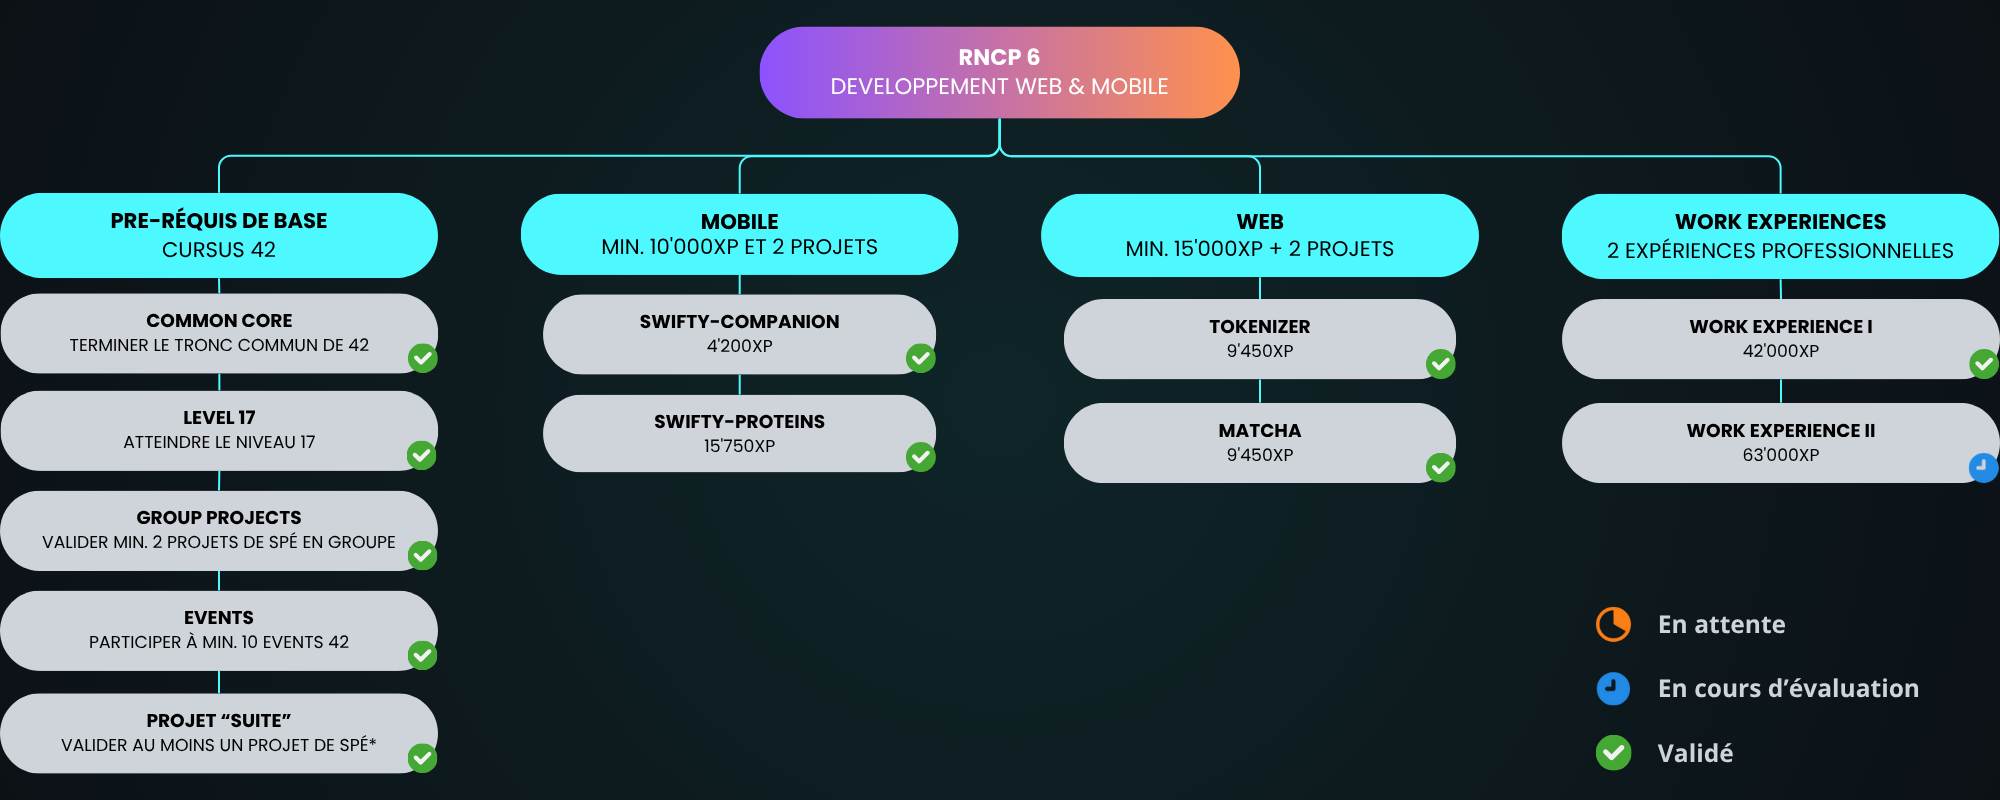 RNCP 6
DEVELOPPEMENT WEB & MOBILE
PRE-RÉQUIS DE BASE
CURSUS 42
COMMON CORE
TERMINER LE TRONC COMMUN DE 42
LEVEL 17
ATTEINDRE LE NIVEAU 17
GROUP PROJECTS
VALIDER MIN. 2 PROJETS DE SPÉ EN GROUPE
EVENTS
PARTICIPER À MIN. 10 EVENTS 42
PROJET “SUITE”
VALIDER AU MOINS UN PROJET DE SPÉ*
MOBILE
MIN. 10'000XP ET 2 PROJETS
SWIFTY-COMPANION
4'200XP
SWIFTY-PROTEINS
15'750XP
WEB
MIN. 15'000XP + 2 PROJETS
TOKENIZER
9'450XP
MATCHA
9'450XP
WORK EXPERIENCES
2 EXPÉRIENCES PROFESSIONNELLES
WORK EXPERIENCE I
42'000XP
WORK EXPERIENCE II
63'000XP
En attente
En cours d’évaluation
Validé